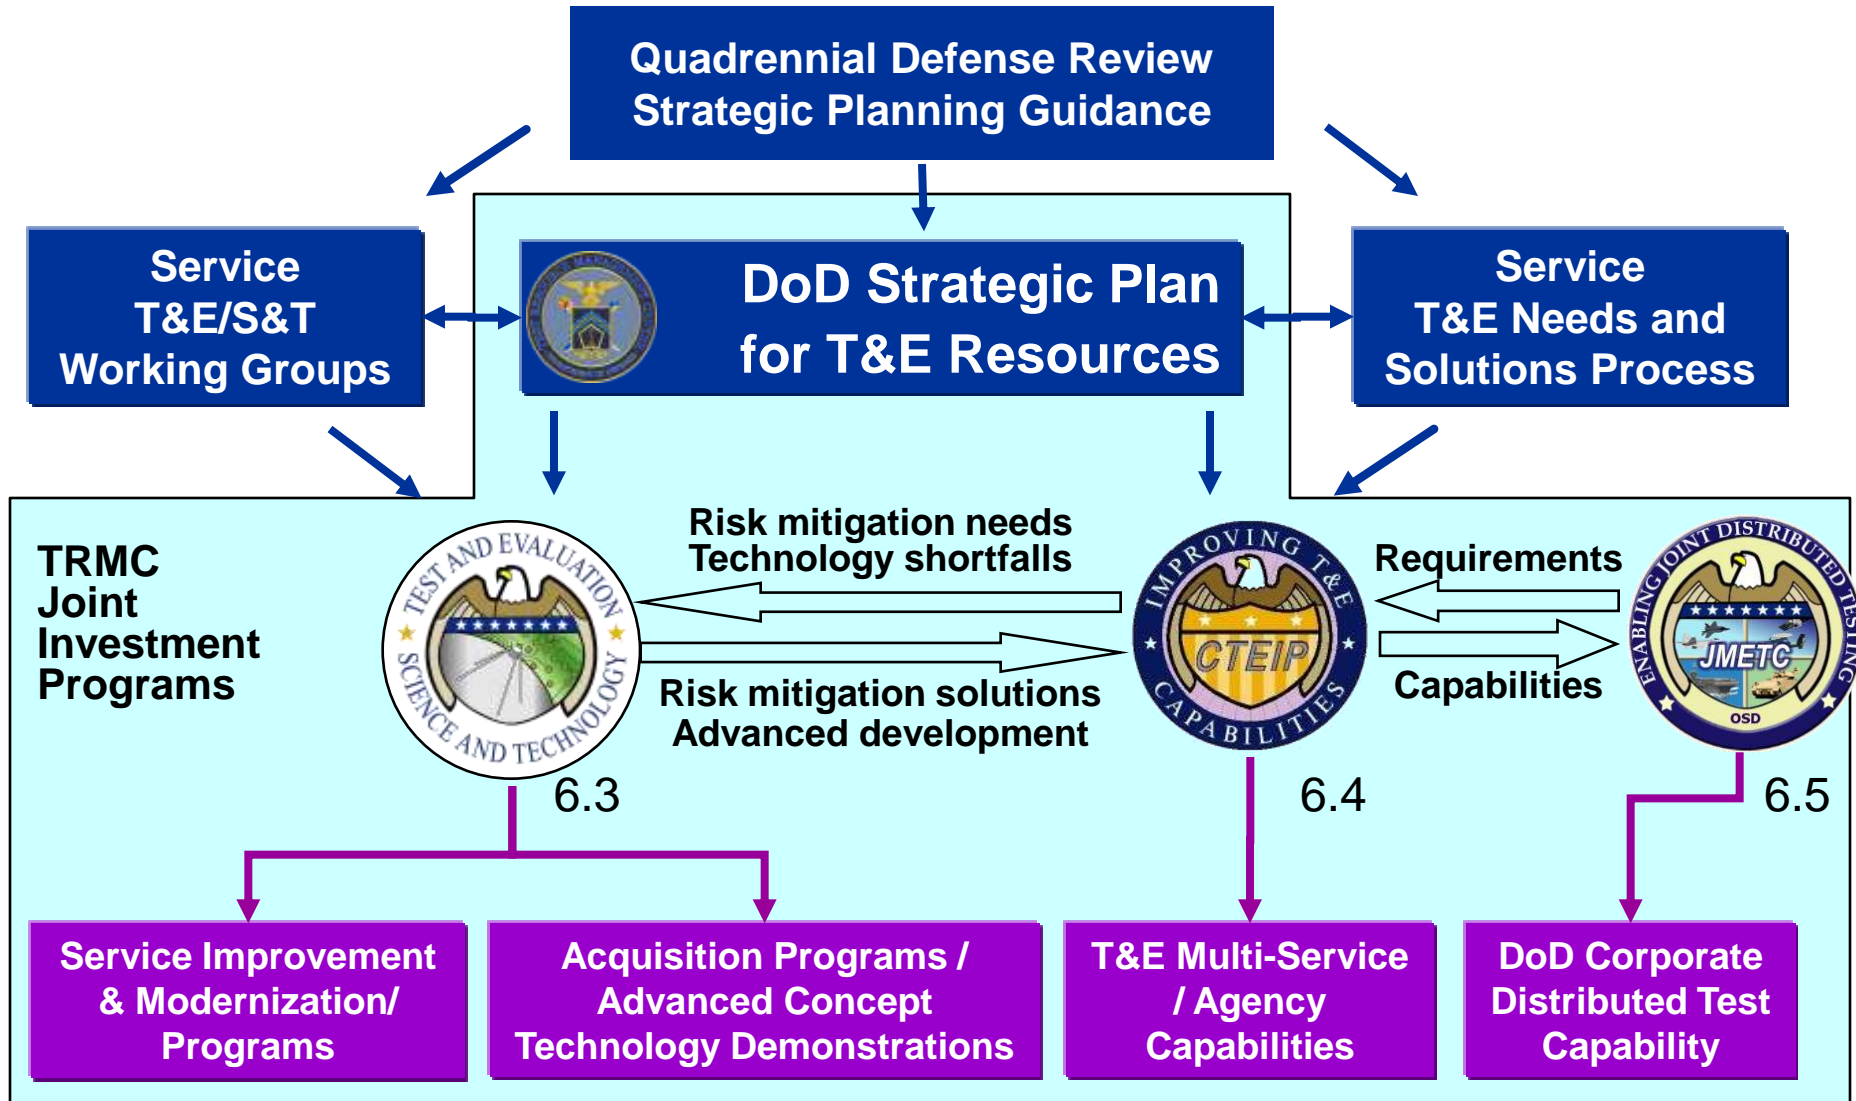 Quadrennial Defense Review
Strategic Planning Guidance
Service
T&E/S&T
Working Groups
DoD Strategic Plan
for T&E Resources
Service
T&E Needs and
Solutions Process
TRMC
Joint
Investment
Programs
TEST AND EVALUATION
SCIENCE AND TECHNOLOGY
6.3
Risk mitigation needs
Technology shortfalls
Risk mitigation solutions
Advanced development
IMPROVING T&E
CTEIP
CAPABILITIES
6.4
Requirements
Capabilities
ENABLING JOINT DISTRIBUTED TESTING
JMETC
OSD
6.5
Service Improvement
& Modernization/
Programs
Acquisition Programs /
Advanced Concept
Technology Demonstrations
T&E Multi-Service
/ Agency
Capabilities
DoD Corporate
Distributed Test
Capability